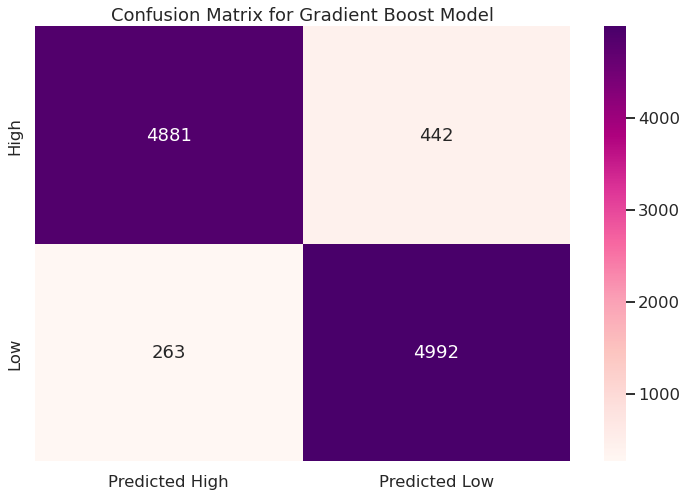 Confusion Matrix for Gradient Boost Model
High
4881
442
Low
263
4992
Predicted High
Predicted Low
4000
3000
2000
1000